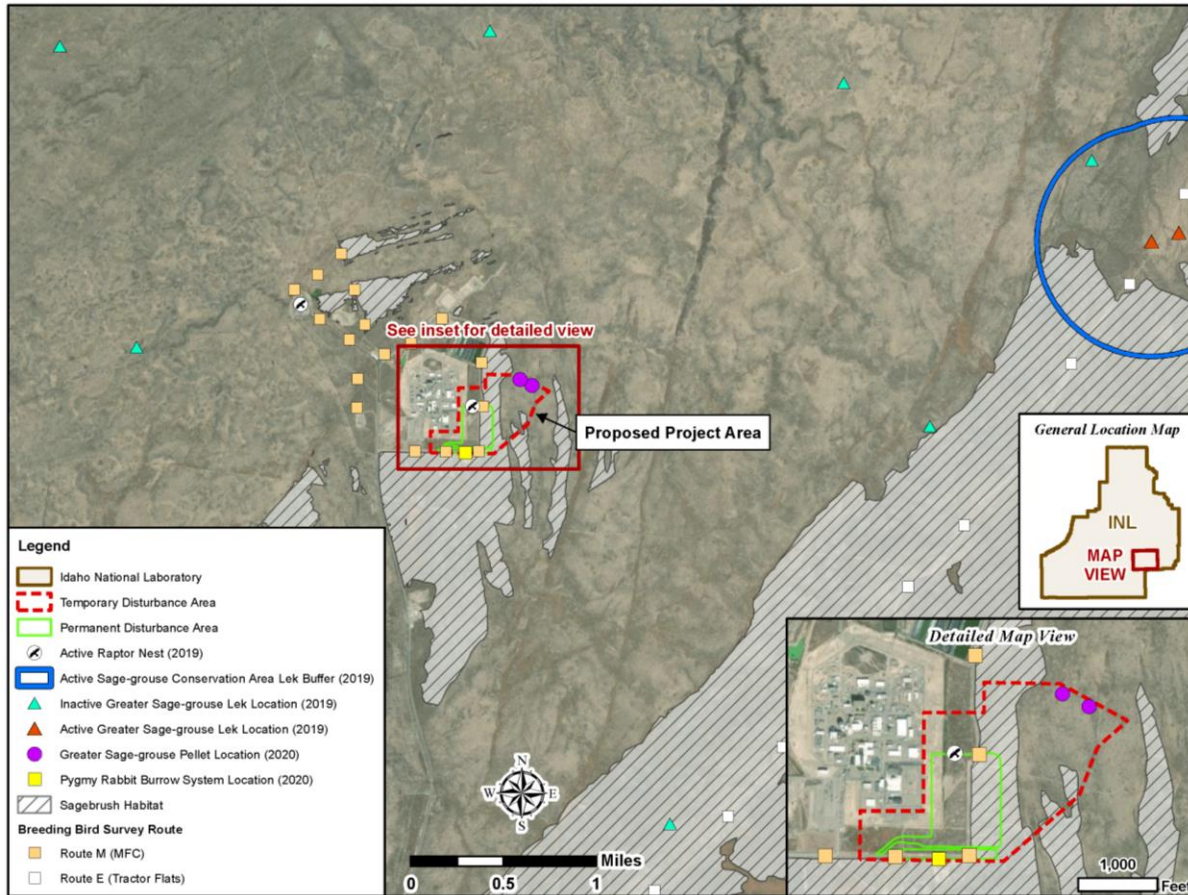 See inset for detailed view
Proposed Project Area
General Location Map
INL
MAP
VIEW
Legend
Idaho National Laboratory
Temporary Disturbance Area
Permanent Disturbance Area
Active Raptor Nest (2019)
Active Sage-grouse Conservation Area Lek Buffer (2019)
Inactive Greater Sage-grouse Lek Location (2019)
Active Greater Sage-grouse Lek Location (2019)
Greater Sage-grouse Pellet Location (2020)
Pygmy Rabbit Burrow System Location (2020)
Sagebrush Habitat
Breeding Bird Survey Route
Route M (MFC)
Route E (Tractor Flats)
N
W E
S
Miles
0 0.5 1
Detailed Map View
1,000
Feet